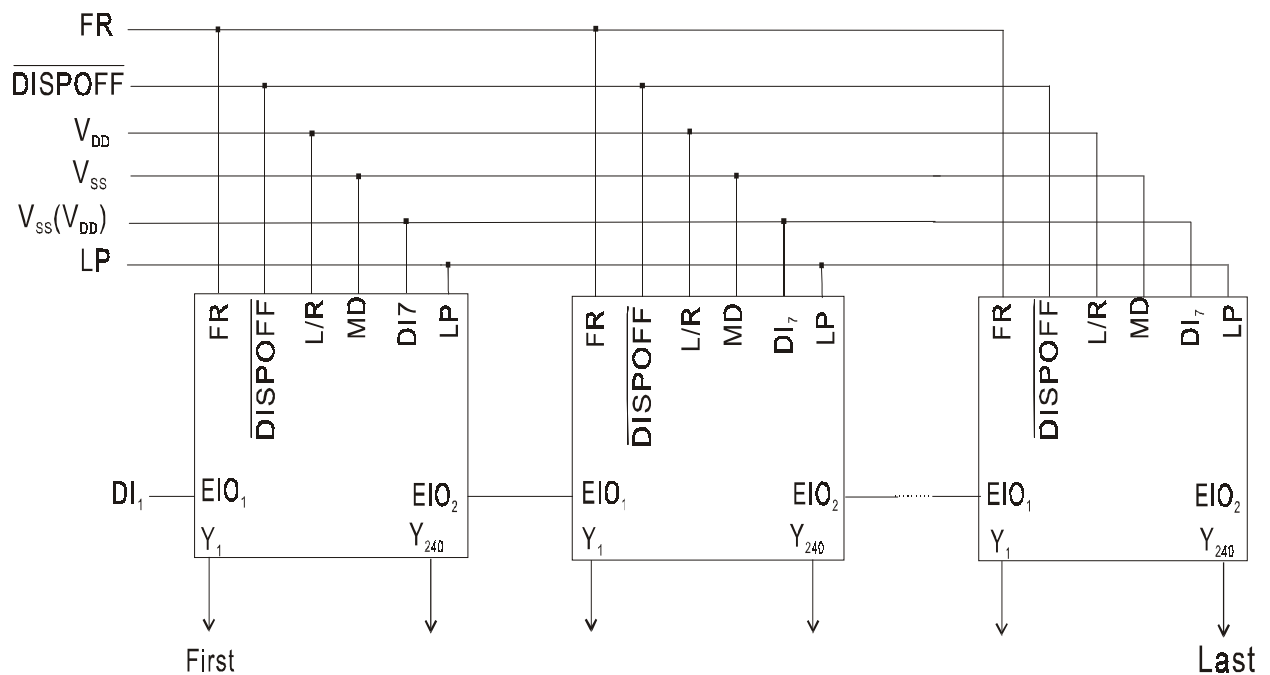 FR
DISPOFF
VDD
VSS
VSS(VDD)
LP
FR DISPOFF L/R MD DI7 LP
FR DISPOFF L/R MD DI7 LP
FR DISPOFF L/R MD DI7 LP
DI1 EIO1 EIO2 EIO1 EIO2 EIO1 EIO2
Y1 Y240 Y1 Y240 Y1 Y240
First Last